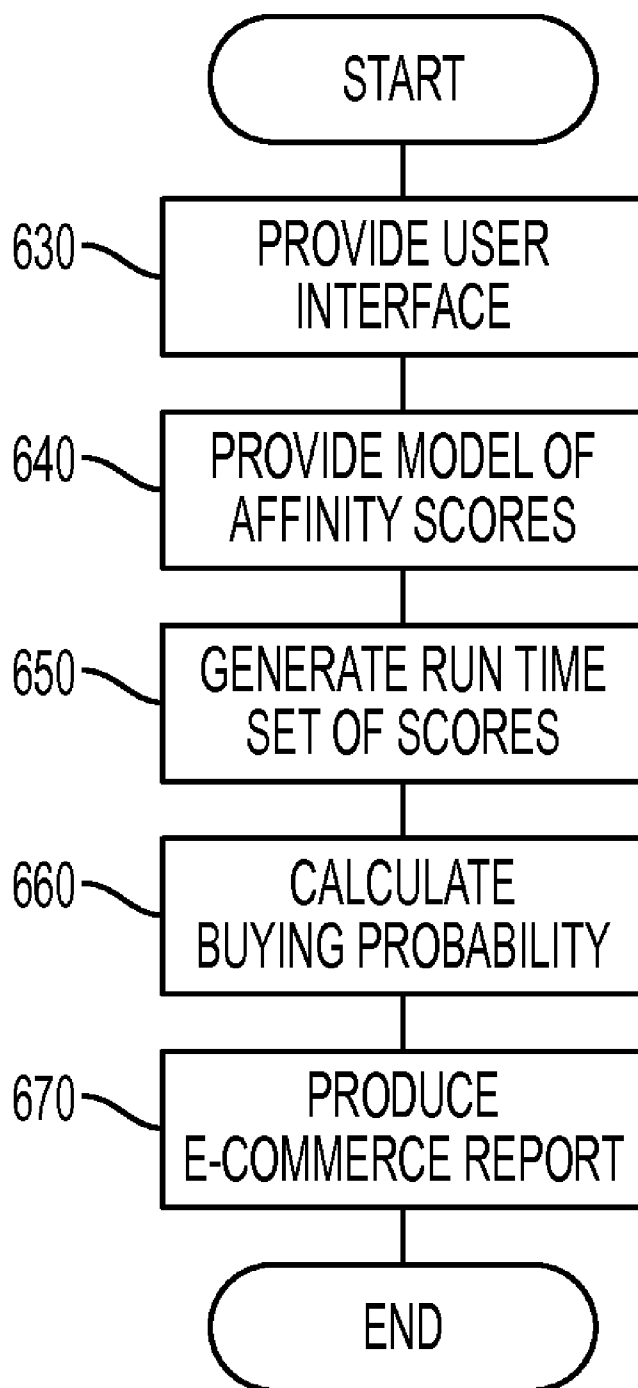 START
630
PROVIDE USER
INTERFACE
640
PROVIDE MODEL OF
AFFINITY SCORES
650
GENERATE RUN TIME
SET OF SCORES
660
CALCULATE
BUYING PROBABILITY
670
PRODUCE
E-COMMERCE REPORT
END